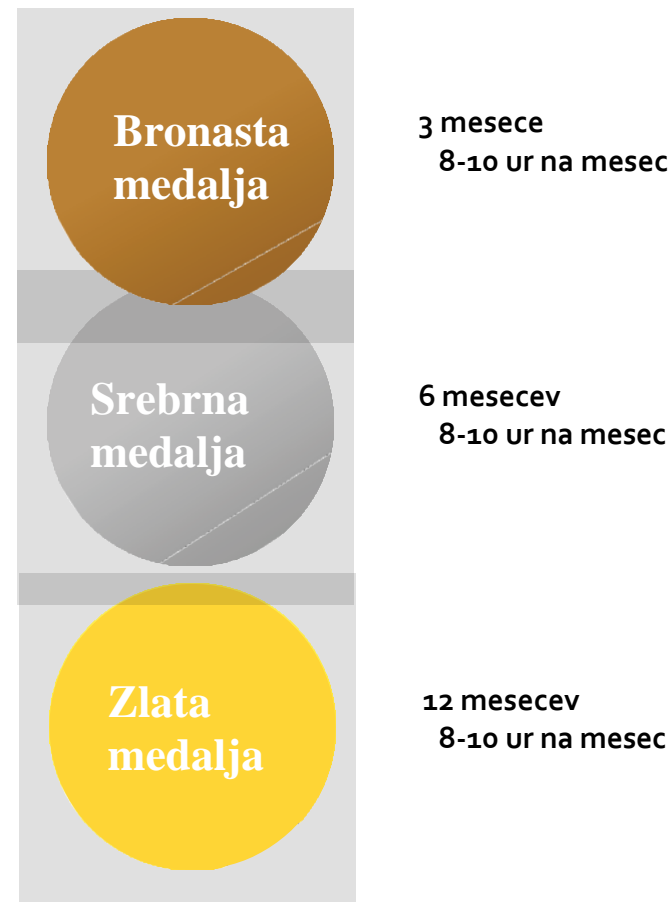 Bronasta
medalja
3 mesece
8-10 ur na mesec
Srebrna
medalja
6 mesecev
8-10 ur na mesec
Zlata
medalja
12 mesecev
8-10 ur na mesec